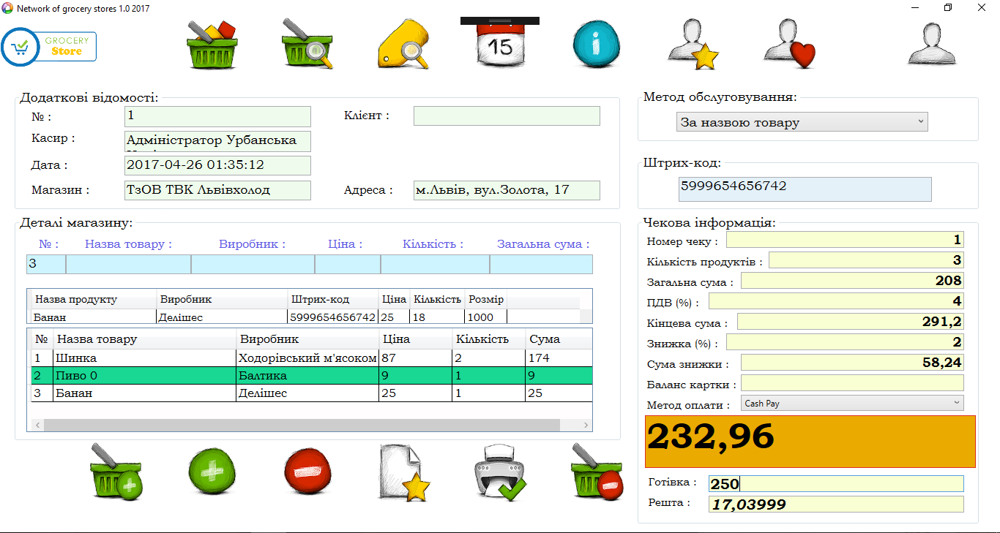 Network of grocery stores 1.0 2017
GROCERY
Store
15
i
Додаткові відомості:
№ :
1
Клієнт :
Касир :
Адміністратор Урбанська
Дата :
2017-04-26 01:35:12
Магазин :
ТзОВ ТВК Львівхолод
Адреса :
м.Львів, вул.Золота, 17
Метод обслуговування:
За назвою товару
Штрих-код:
5999654656742
Деталі магазину:
№ : Назва товару : Виробник : Ціна : Кількість : Загальна сума :
3
Назва продукту Виробник Штрих-код Ціна Кількість Розмір
Банан Делішес 5999654656742 25 18 1000
№ Назва товару Виробник Ціна Кількість Сума
1 Шинка Ходорівський м'ясоком 87 2 174
2 Пиво 0 Балтика 9 1 9
3 Банан Делішес 25 1 25
Чекова інформація:
Номер чеку : 1
Кількість продуктів : 3
Загальна сума : 208
ПДВ (%) : 4
Кінцева сума : 291,2
Знижка (%) : 2
Сума знижки : 58,24
Баланс картки :
Метод оплати : Cash Pay
232,96
Готівка : 250
Решта : 17,03999